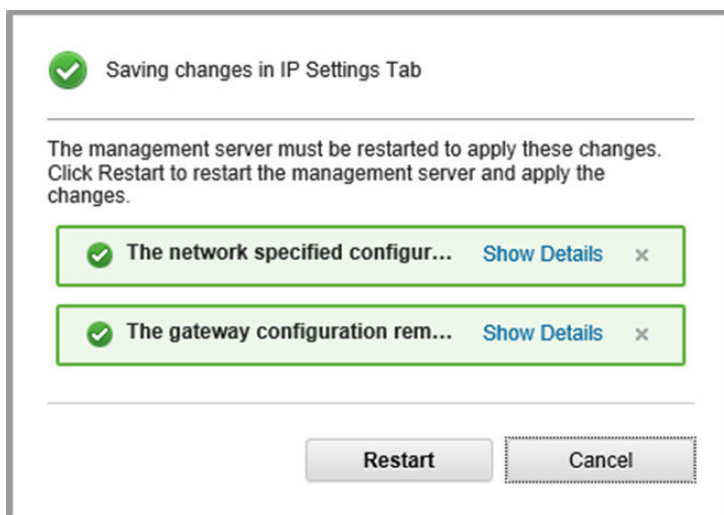 Saving changes in IP Settings Tab
The management server must be restarted to apply these changes.
Click Restart to restart the management server and apply the
changes.
The network specified configur... Show Details ×
The gateway configuration rem... Show Details ×
Restart Cancel